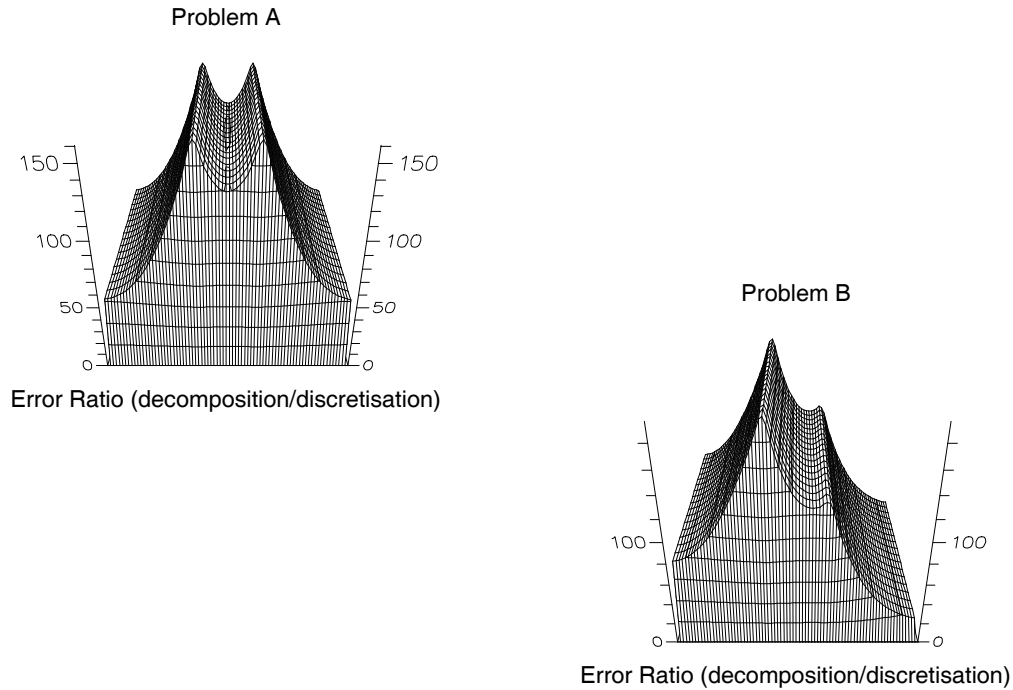 Problem A
150 150
100 100
50 50
0 0
Error Ratio (decomposition/discretisation)
Problem B
100 100
0 0
Error Ratio (decomposition/discretisation)